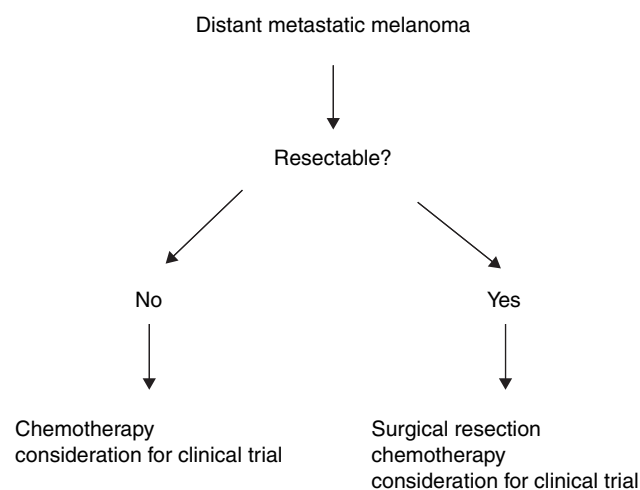 Distant metastatic melanoma
Resectable?
No
Yes
Chemotherapy
consideration for clinical trial
Surgical resection
chemotherapy
consideration for clinical trial